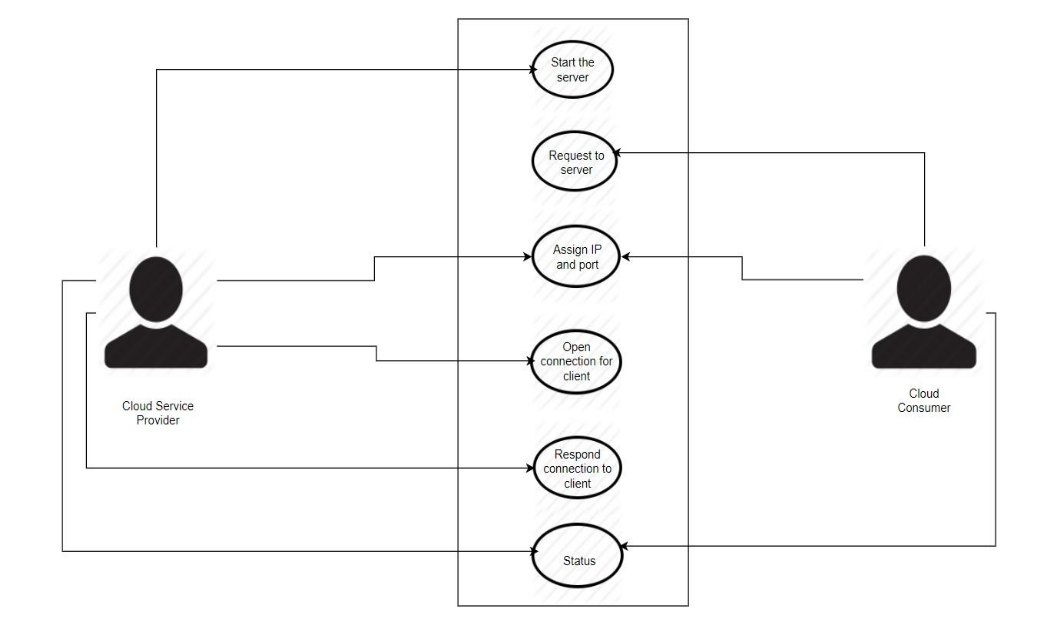 Start the
server
Request to
server
Assign IP
and port
Open
connection for
client
Cloud Service
Provider
Cloud
Consumer
Respond
connection to
client
Status